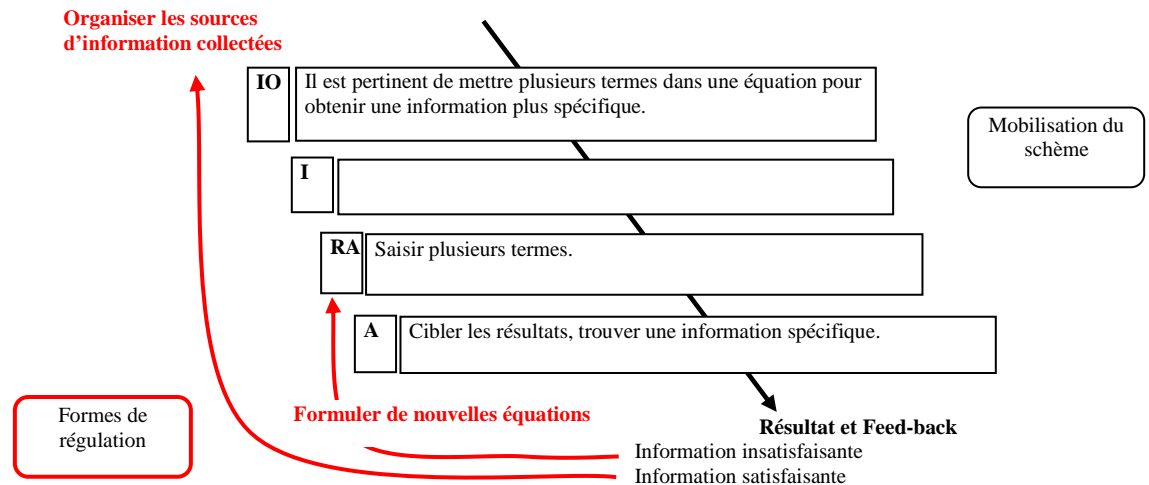 Organiser les sources
d'information collectées
IO
Il est pertinent de mettre plusieurs termes dans une équation pour
obtenir une information plus spécifique.
Mobilisation du
schème
I
RA
Saisir plusieurs termes.
A
Cibler les résultats, trouver une information spécifique.
Formes de
régulation
Formuler de nouvelles équations
Résultat et Feed-back
Information insatisfaisante
Information satisfaisante